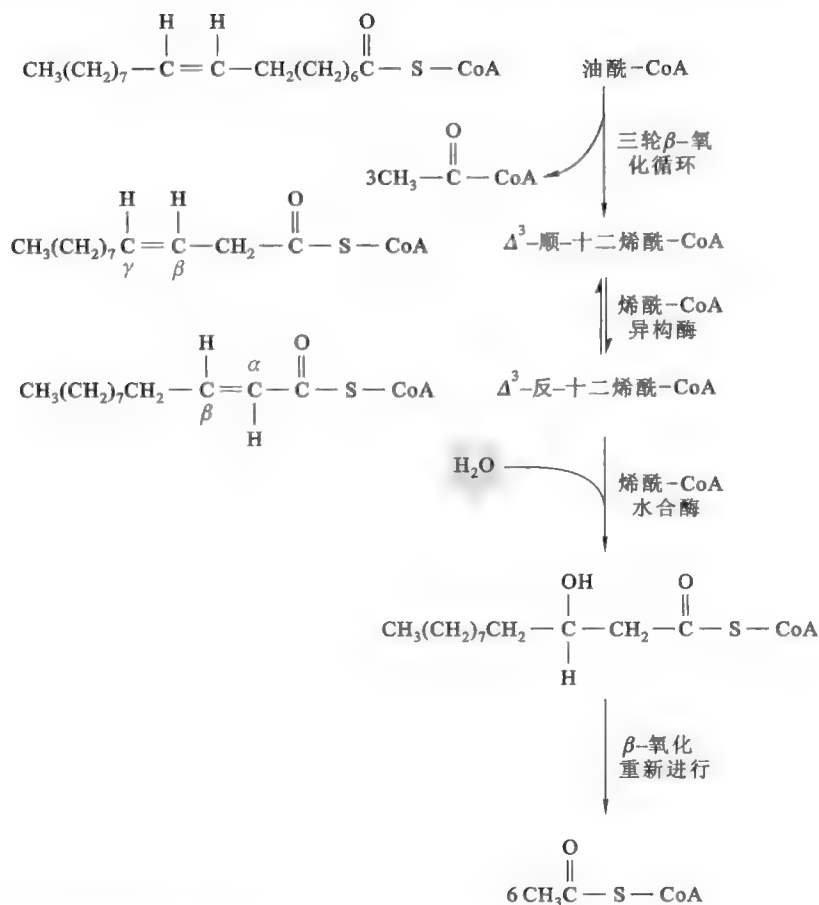 H H O
CH₃(CH₂)₇—C=C—CH₂(CH₂)₆C—S—CoA 油酰-CoA
O
3CH₃—C—CoA
三轮β-氧
化循环
H H O
CH₃(CH₂)₇C=C—CH₂—C—S—CoA Δ³-顺-十二烯酰-CoA
γ β
烯酰-CoA
异构酶
H α O
CH₃(CH₂)₇CH₂—C=C—C—S—CoA Δ³-反-十二烯酰-CoA
β
H
H₂O
烯酰-CoA
水合酶
OH O
CH₃(CH₂)₇CH₂—C—CH₂—C—S—CoA
H
β-氧化
重新进行
O
6CH₃C—S—CoA